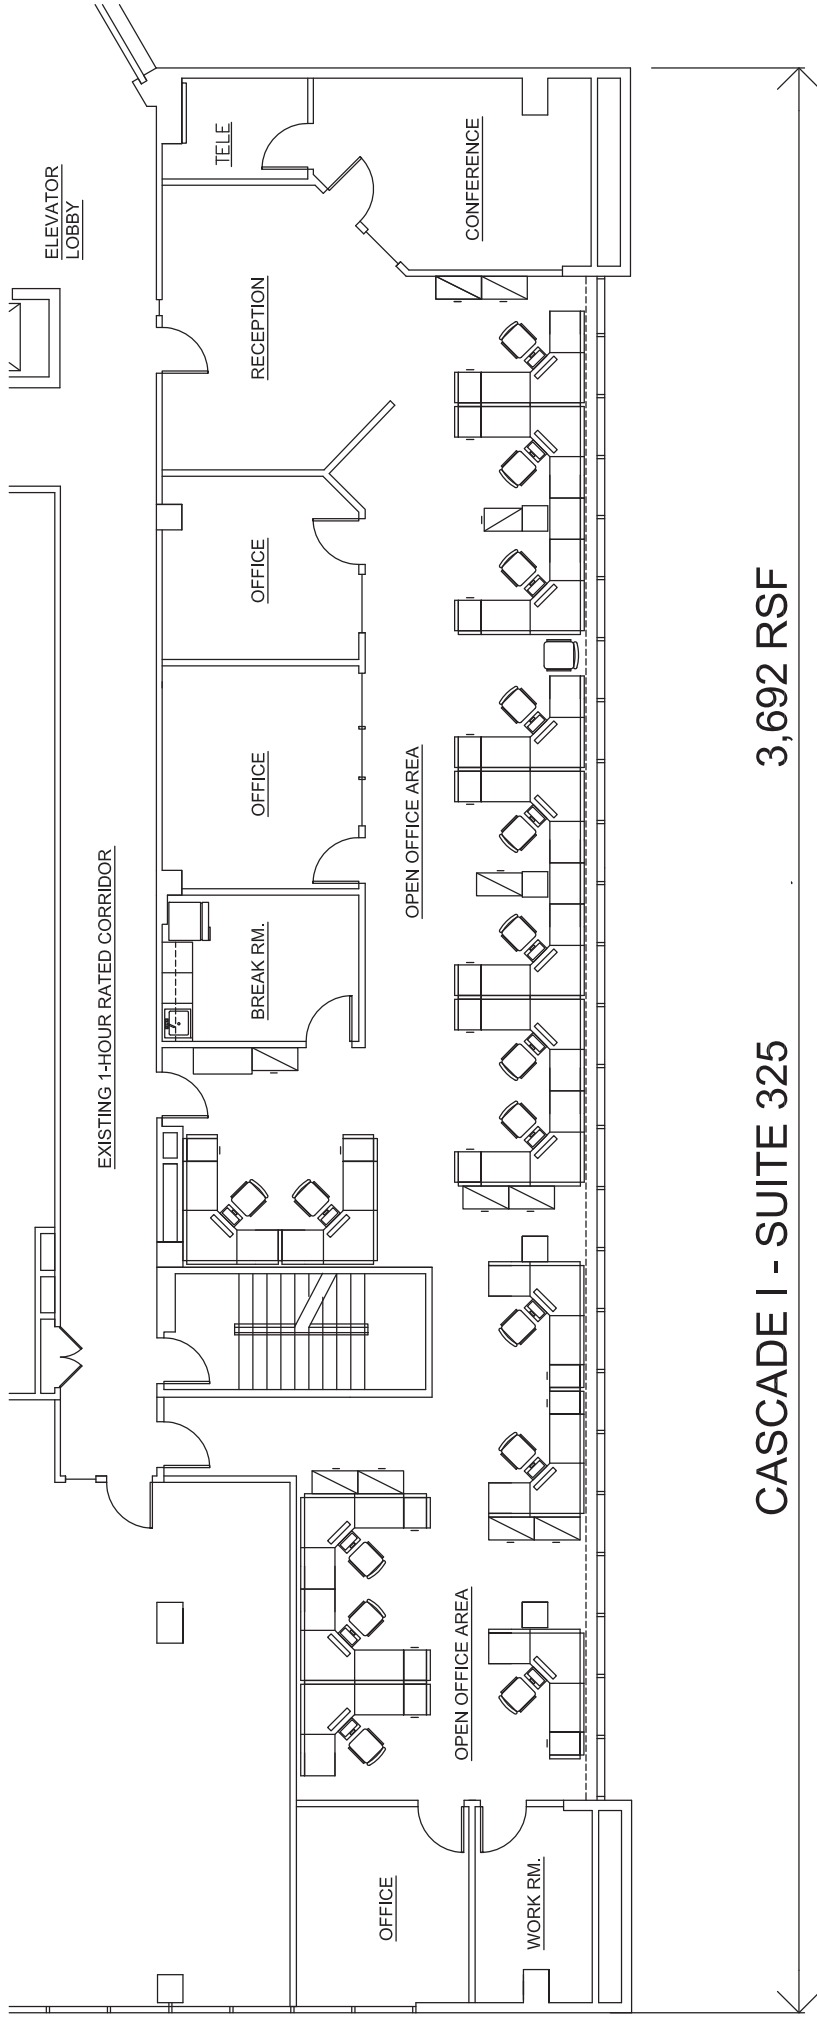 ELEVATOR
LOBBY
TELE
CONFERENCE
RECEPTION
OFFICE
OFFICE
OPEN OFFICE AREA
EXISTING 1-HOUR RATED CORRIDOR
BREAK RM.
OPEN OFFICE AREA
OFFICE
WORK RM.
CASCADE I - SUITE 325 3,692 RSF